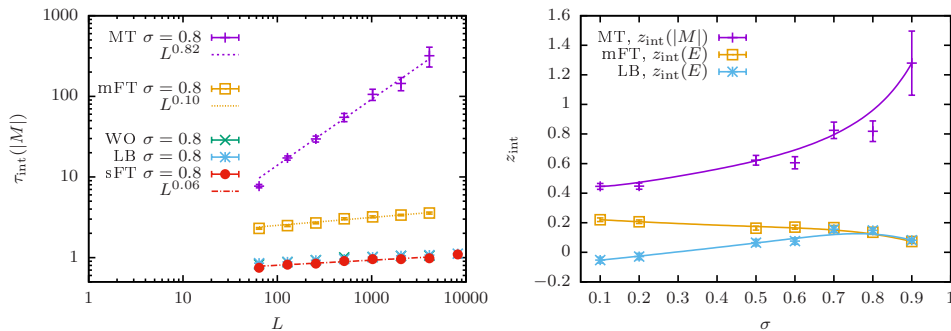 1000
100
10
1
1
10
100
1000
10000
τint(|M|)
L
MT σ = 0.8
L^0.82
mFT σ = 0.8
L^0.10
WO σ = 0.8
LB σ = 0.8
sFT σ = 0.8
L^0.06
1.6
1.4
1.2
1
0.8
0.6
0.4
0.2
0
−0.2
0.1 0.2 0.3 0.4 0.5 0.6 0.7 0.8 0.9 1
zint
σ
MT, zint(|M|)
mFT, zint(E)
LB, zint(E)